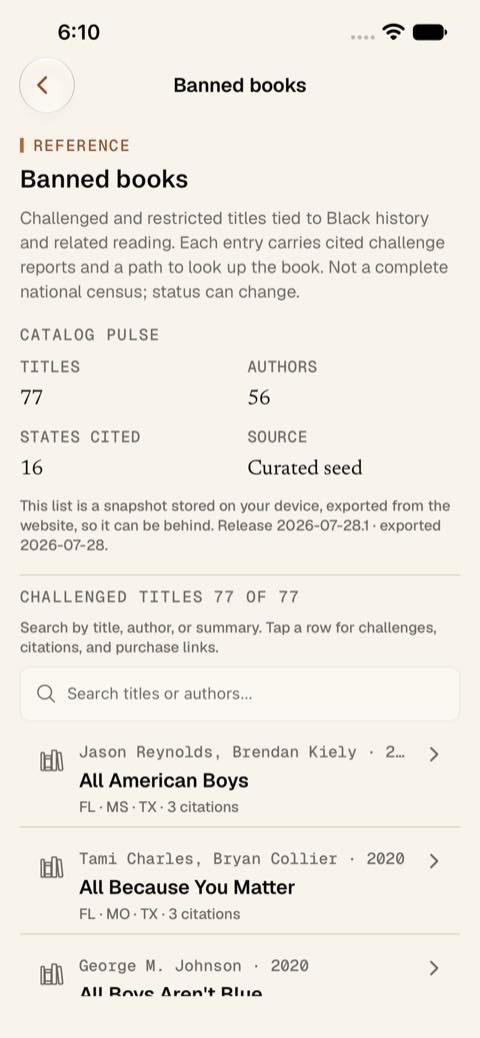 6:10
Banned books
REFERENCE
Banned books
Challenged and restricted titles tied to Black history
and related reading. Each entry carries cited challenge
reports and a path to look up the book. Not a complete
national census; status can change.
CATALOG PULSE
TITLES
77
AUTHORS
56
STATES CITED
16
SOURCE
Curated seed
This list is a snapshot stored on your device, exported from the
website, so it can be behind. Release 2026-07-28.1 · exported
2026-07-28.
CHALLENGED TITLES 77 OF 77
Search by title, author, or summary. Tap a row for challenges,
citations, and purchase links.
Search titles or authors...
Jason Reynolds, Brendan Kiely · 2…
All American Boys
FL · MS · TX · 3 citations
Tami Charles, Bryan Collier · 2020
All Because You Matter
FL · MO · TX · 3 citations
George M. Johnson · 2020
All Boys Aren't Blue